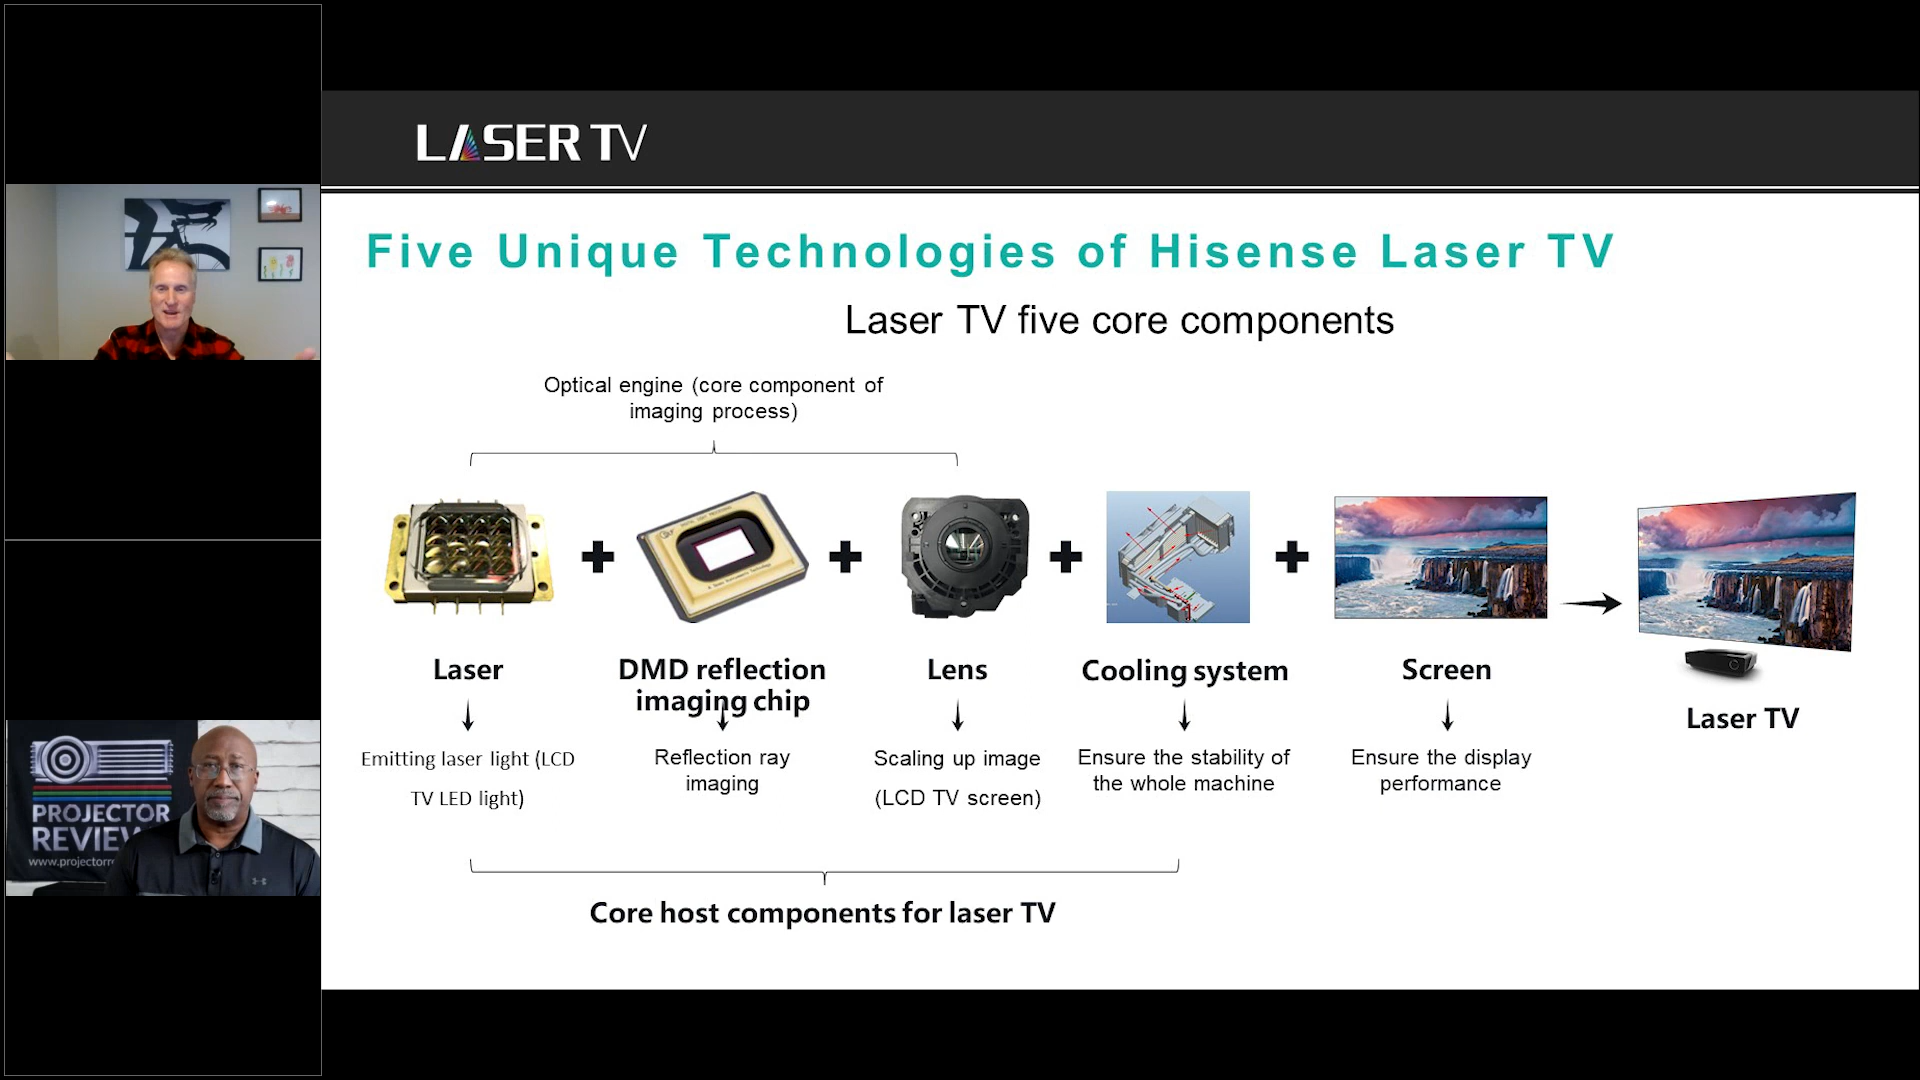 LASER TV
Five Unique Technologies of Hisense Laser TV
Laser TV five core components
Optical engine (core component of
imaging process)
Laser
DMD reflection
imaging chip
Lens
Cooling system
Screen
Laser TV
Emitting laser light (LCD
TV LED light)
Reflection ray
imaging
Scaling up image
(LCD TV screen)
Ensure the stability of
the whole machine
Ensure the display
performance
Core host components for laser TV
PROJECTOR
REVIEW